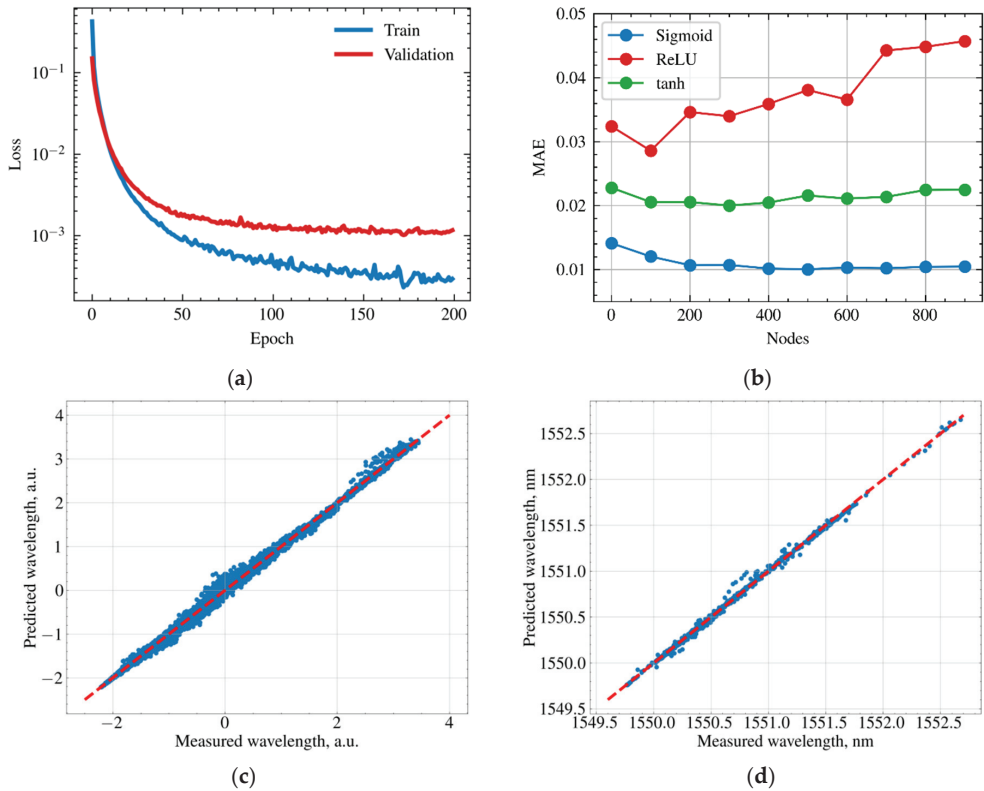 Train
Validation
10⁻¹
10⁻²
10⁻³
Loss
0
50
100
150
200
Epoch
(a)
Sigmoid
ReLU
tanh
0.05
0.04
0.03
0.02
0.01
MAE
0
200
400
600
800
Nodes
(b)
4
3
2
1
0
−1
−2
Predicted wavelength, a.u.
−2
0
2
4
Measured wavelength, a.u.
(c)
1552.5
1552.0
1551.5
1551.0
1550.5
1550.0
1549.5
Predicted wavelength, nm
1549.5
1550.0
1550.5
1551.0
1551.5
1552.0
1552.5
Measured wavelength, nm
(d)